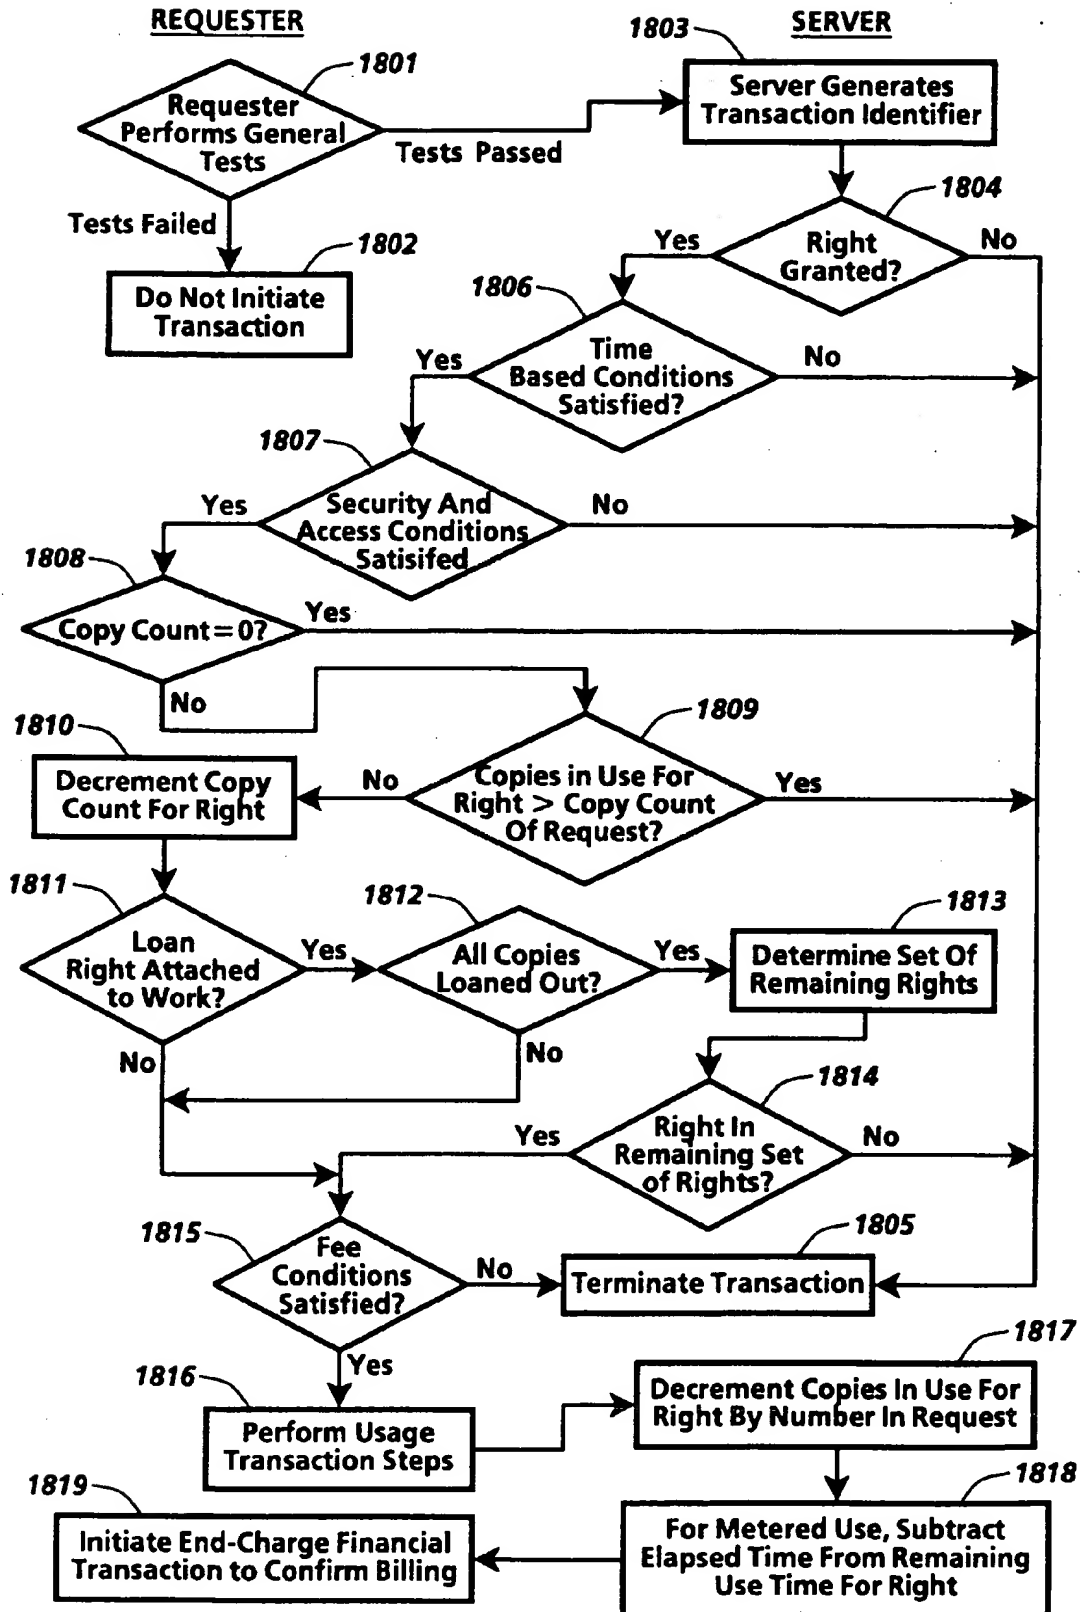 REQUESTER
SERVER
1801
1803
Requester
Performs General
Tests
Server Generates
Transaction Identifier
Tests Passed
Tests Failed
1804
1802
Right
Granted?
Yes
No
Do Not Initiate
Transaction
1806
Time
Based Conditions
Satisfied?
Yes
No
1807
Security And
Access Conditions
Satisifed
Yes
No
1808
Copy Count = 0?
Yes
No
1809
1810
Copies in Use For
Right > Copy Count
Of Request?
No
Yes
Decrement Copy
Count For Right
1811
1812
1813
Loan
Right Attached
to Work?
Yes
No
All Copies
Loaned Out?
Yes
No
Determine Set Of
Remaining Rights
1814
Right In
Remaining Set
of Rights?
Yes
No
1815
1805
Fee
Conditions
Satisfied?
No
Terminate Transaction
Yes
1816
1817
Perform Usage
Transaction Steps
Decrement Copies In Use For
Right By Number In Request
1819
1818
Initiate End-Charge Financial
Transaction to Confirm Billing
For Metered Use, Subtract
Elapsed Time From Remaining
Use Time For Right